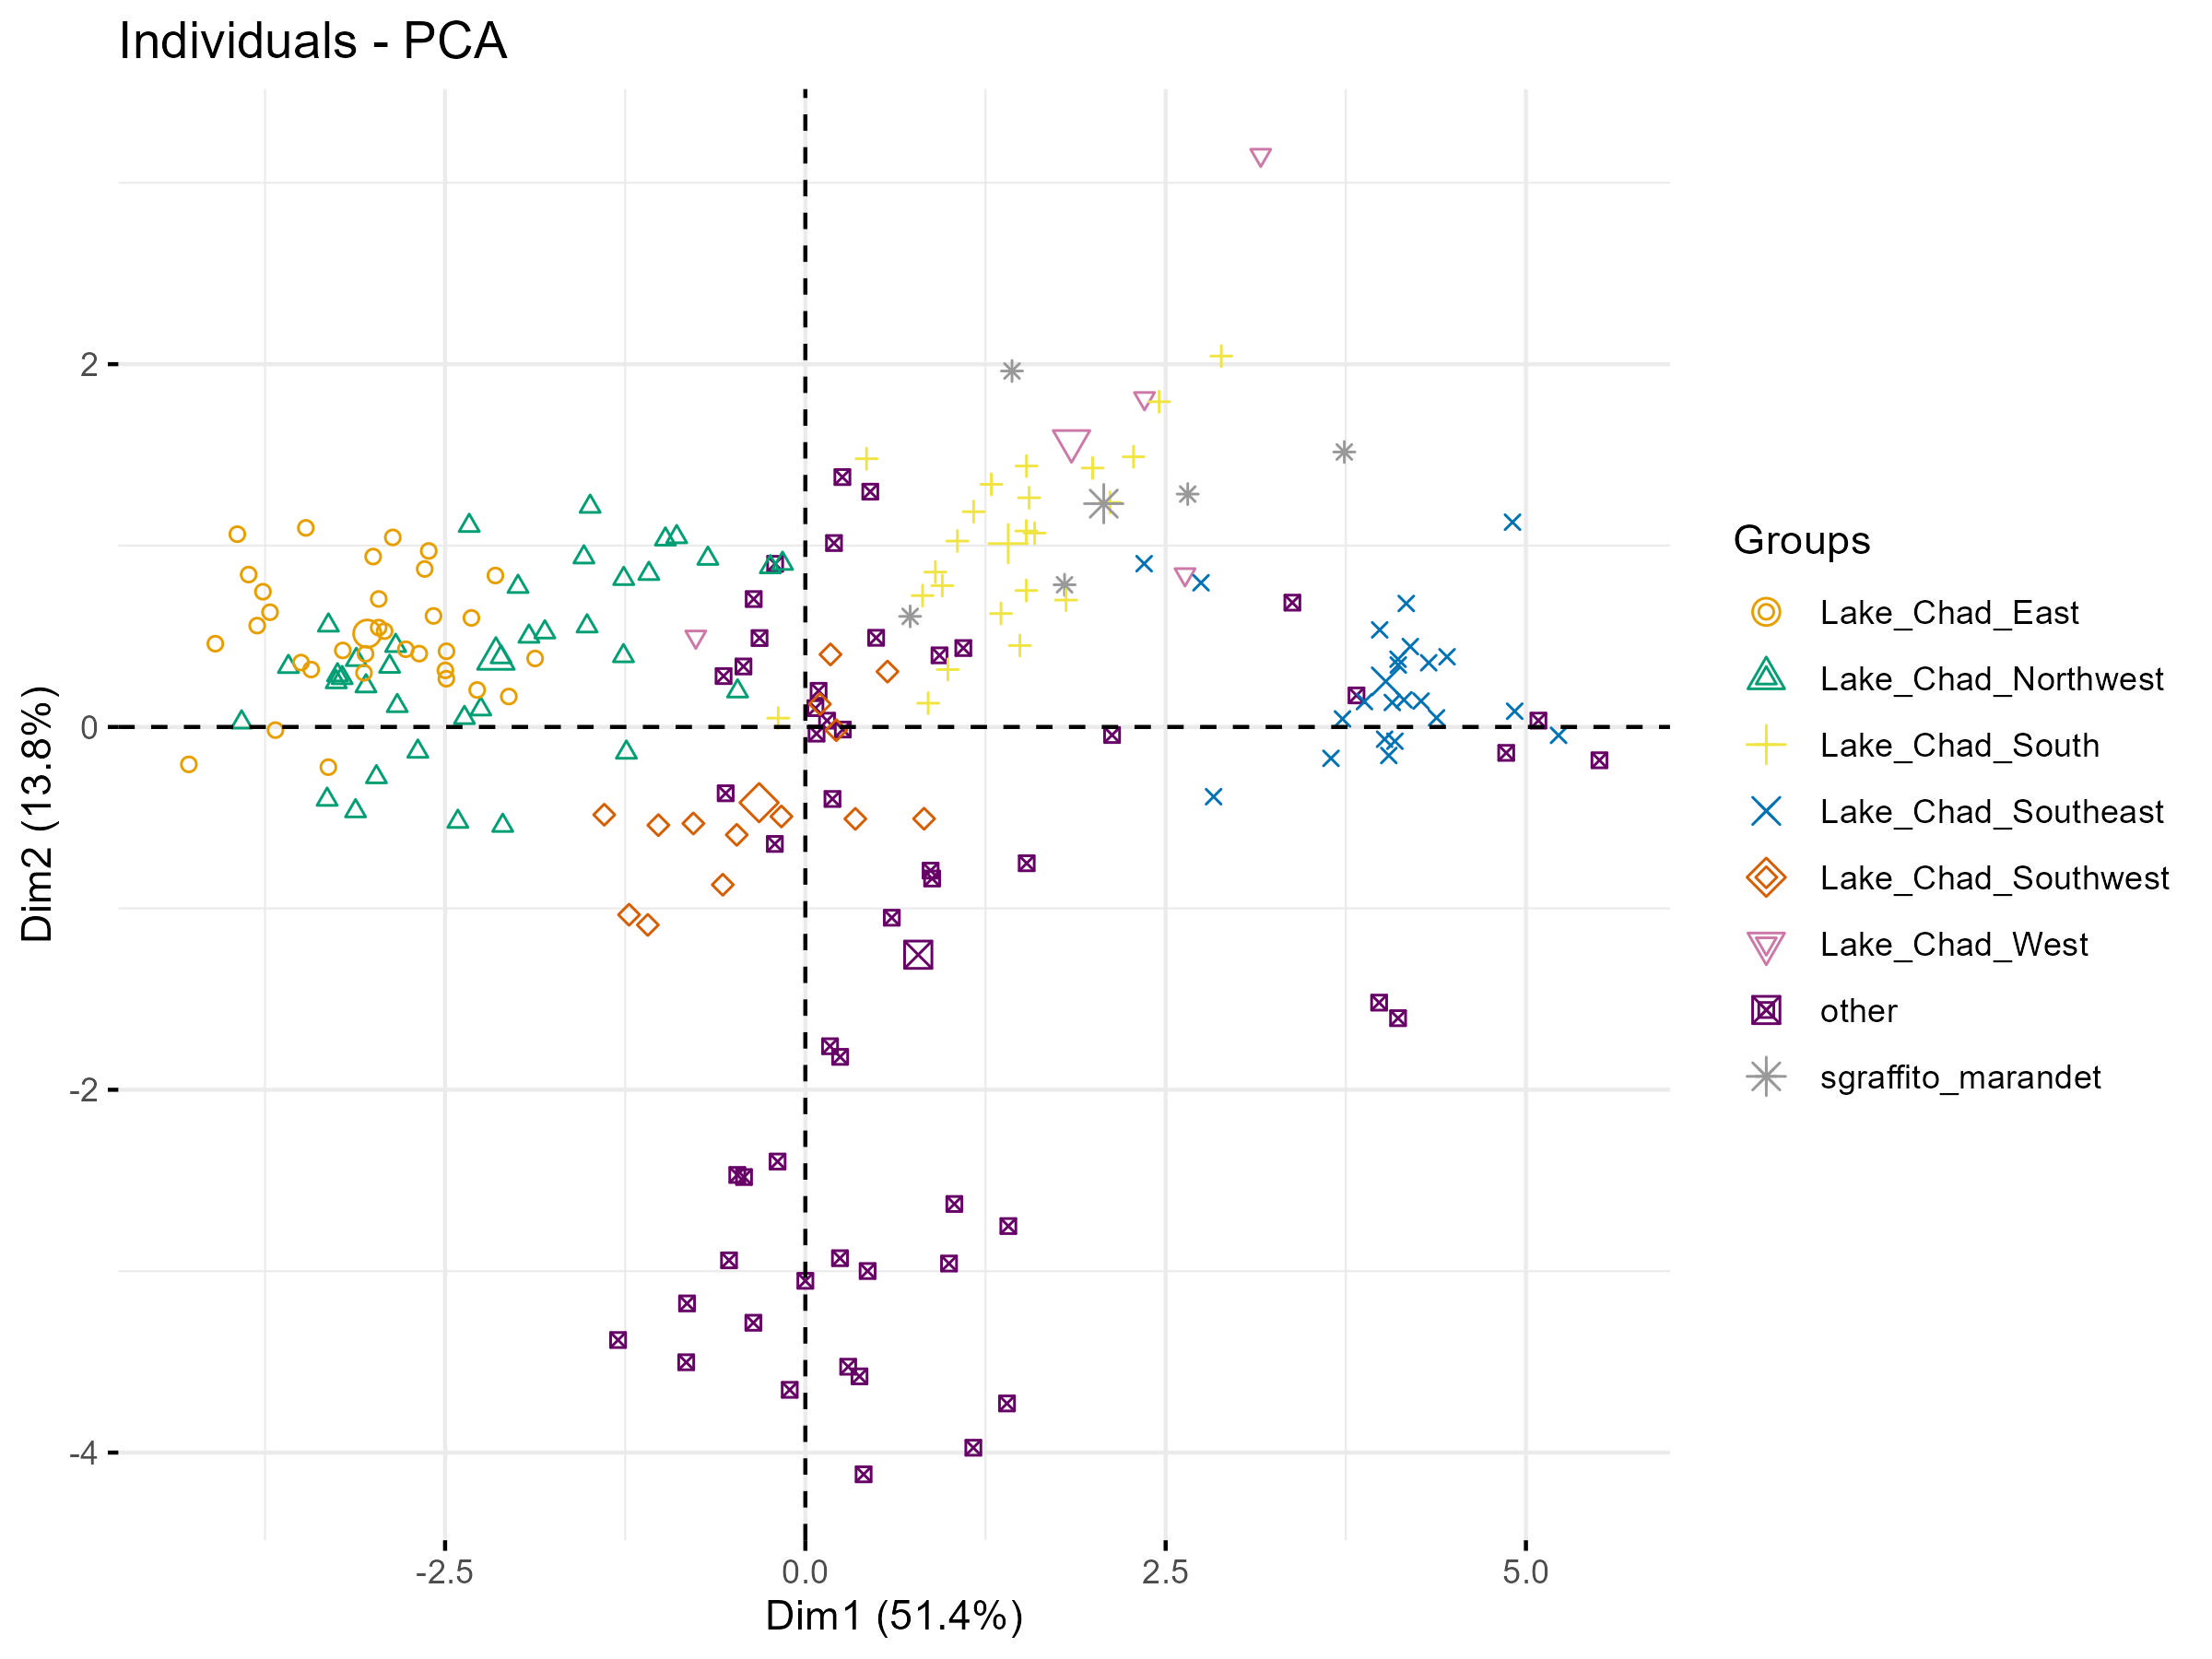 Individuals - PCA
2
0
-2
-4
Dim2 (13.8%)
-2.5
0.0
2.5
5.0
Dim1 (51.4%)
Groups
Lake_Chad_East
Lake_Chad_Northwest
Lake_Chad_South
Lake_Chad_Southeast
Lake_Chad_Southwest
Lake_Chad_West
other
sgraffito_marandet